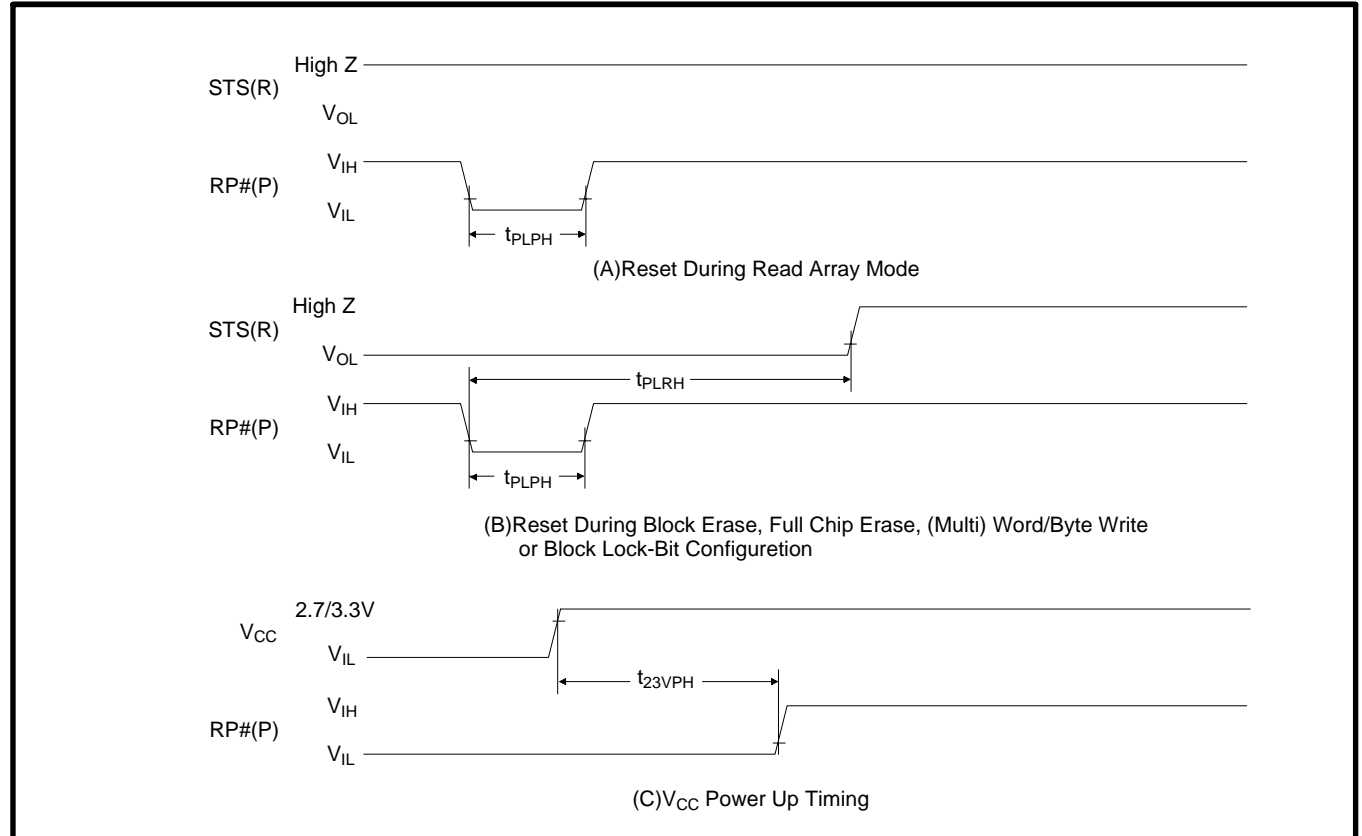 High Z
STS(R)
VOL
VIH
RP#(P)
VIL
tPLPH
(A)Reset During Read Array Mode
High Z
STS(R)
VOL
tPLRH
VIH
RP#(P)
VIL
tPLPH
(B)Reset During Block Erase, Full Chip Erase, (Multi) Word/Byte Write
or Block Lock-Bit Configuretion
2.7/3.3V
VCC
VIL
t23VPH
VIH
RP#(P)
VIL
(C)VCC Power Up Timing